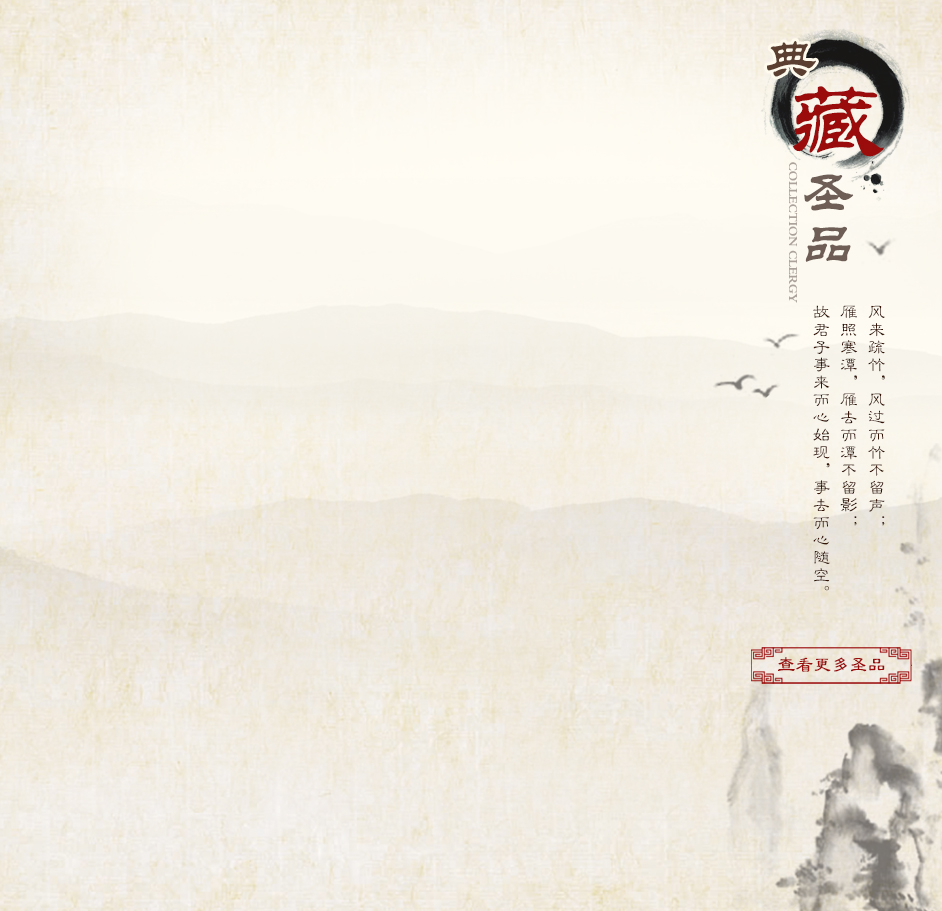 典
藏
圣
品
COLLECTION CLERGY
风来疏竹，风过而竹不留声；
雁照寒潭，雁去而潭不留影；
故君子事来而心始现，事去而心随空。
查看更多圣品